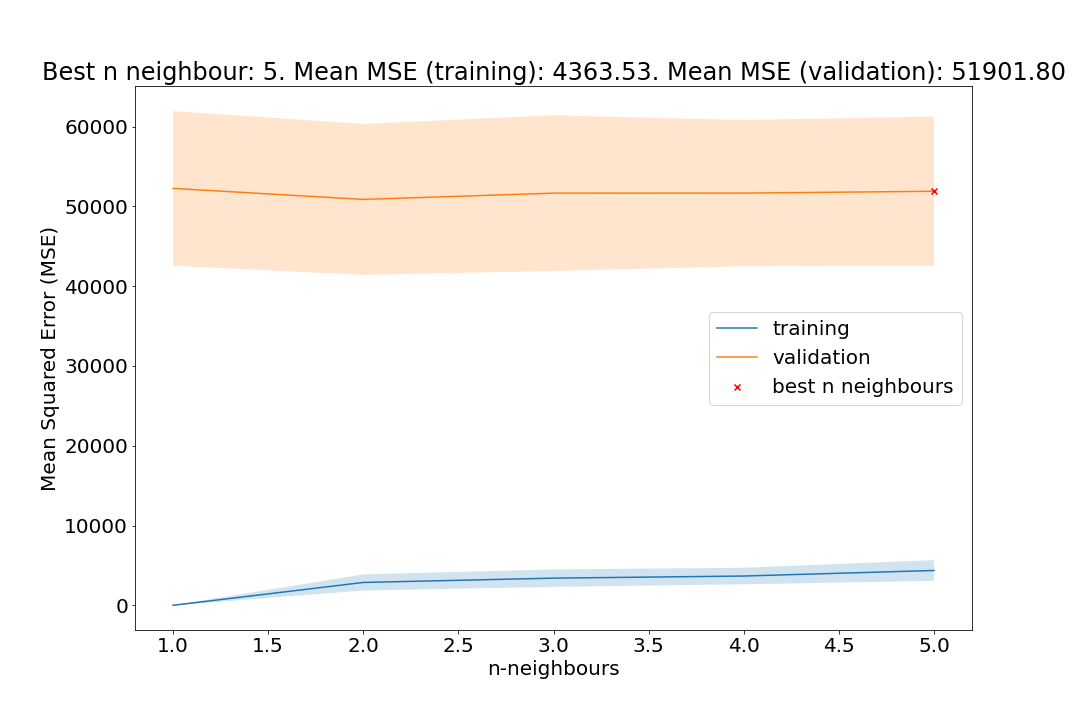 Best n neighbour: 5. Mean MSE (training): 4363.53. Mean MSE (validation): 51901.80
60000
50000
40000
30000
20000
10000
0
Mean Squared Error (MSE)
training
validation
best n neighbours
1.0 1.5 2.0 2.5 3.0 3.5 4.0 4.5 5.0
n-neighbours